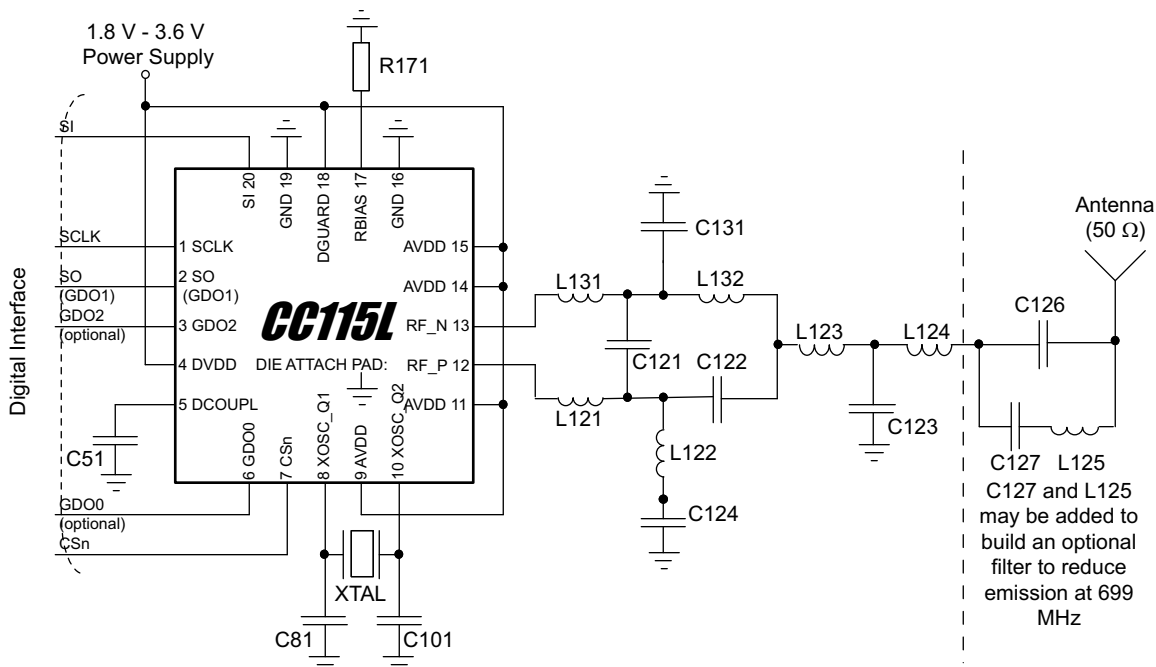 1.8 V - 3.6 V
Power Supply
R171
SI
SI 20
GND 19
DGUARD 18
RBIAS 17
GND 16
Digital Interface
SCLK
SO
(GDO1)
GDO2
(optional)
1 SCLK
2 SO
(GDO1)
3 GDO2
4 DVDD
5 DCOUPL
CC115L
DIE ATTACH PAD:
AVDD 15
AVDD 14
RF_N 13
RF_P 12
AVDD 11
6 GDO0
7 CSn
8 XOSC_Q1
9 AVDD
10 XOSC_Q2
C51
GDO0
(optional)
CSn
XTAL
C81
C101
C131
L131
L132
C121
C122
L121
L122
C124
L123
L124
C123
Antenna
(50 Ω)
C126
C127
L125
C127 and L125
may be added to
build an optional
filter to reduce
emission at 699
MHz